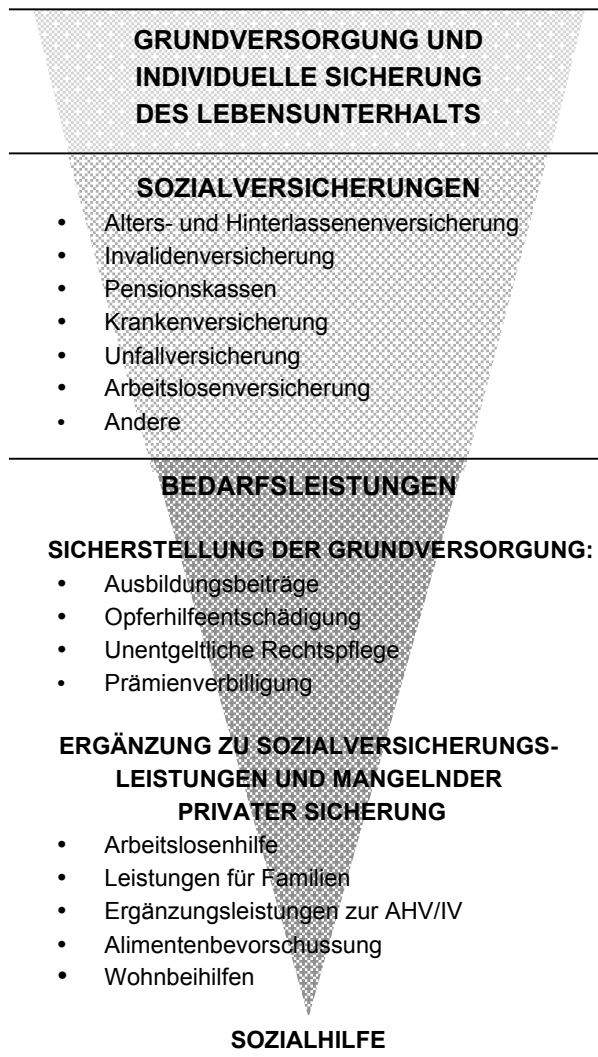 GRUNDVERSORGUNG UND
INDIVIDUELLE SICHERUNG
DES LEBENSUNTERHALTS
SOZIALVERSICHERUNGEN
• Alters- und Hinterlassenenversicherung
• Invalidenversicherung
• Pensionskassen
• Krankenversicherung
• Unfallversicherung
• Arbeitslosenversicherung
• Andere
BEDARFSLEISTUNGEN
SICHERSTELLUNG DER GRUNDVERSORGUNG:
• Ausbildungsbeiträge
• Opferhilfeentschädigung
• Unentgeltliche Rechtspflege
• Prämienverbilligung
ERGÄNZUNG ZU SOZIALVERSICHERUNGS-
LEISTUNGEN UND MANGELNDER
PRIVATER SICHERUNG
• Arbeitslosenhilfe
• Leistungen für Familien
• Ergänzungsleistungen zur AHV/IV
• Alimentenbevorschussung
• Wohnbeihilfen
SOZIALHILFE